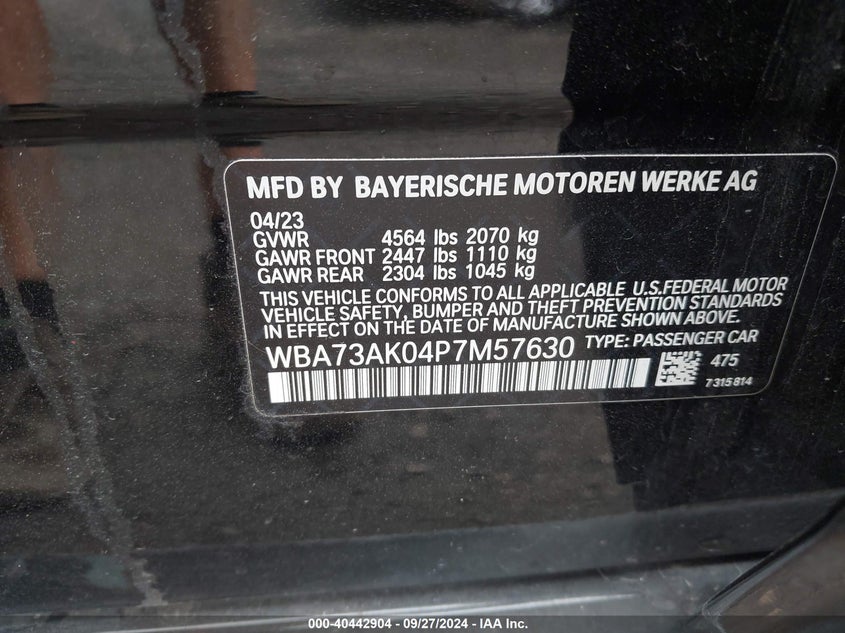 MFD BY BAYERISCHE MOTOREN WERKE AG
04/23
GVWR 4564 lbs 2070 kg
GAWR FRONT 2447 lbs 1110 kg
GAWR REAR 2304 lbs 1045 kg
THIS VEHICLE CONFORMS TO ALL APPLICABLE U.S.FEDERAL MOTOR
VEHICLE SAFETY, BUMPER AND THEFT PREVENTION STANDARDS
IN EFFECT ON THE DATE OF MANUFACTURE SHOWN ABOVE.
WBA73AK04P7M57630 TYPE: PASSENGER CAR
475
7315814
000-40442904 - 09/27/2024 - IAA Inc.